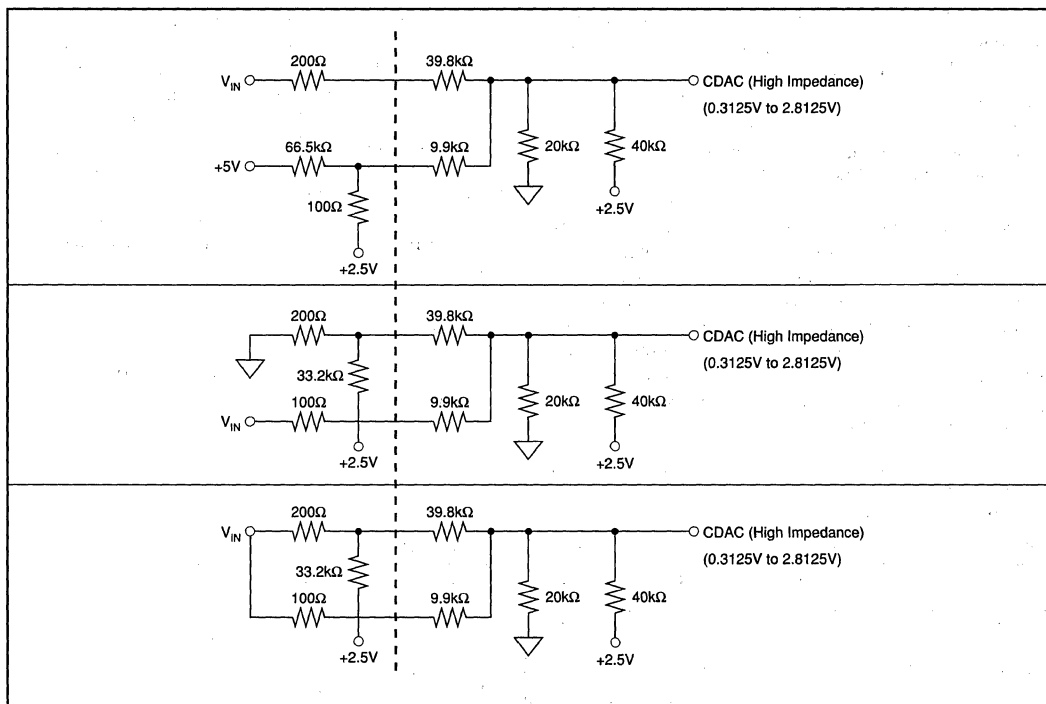 200Ω 39.8kΩ
V_IN CDAC (High Impedance)
(0.3125V to 2.8125V)
66.5kΩ 9.9kΩ 20kΩ 40kΩ
+5V
100Ω
+2.5V
+2.5V
200Ω 39.8kΩ
CDAC (High Impedance)
(0.3125V to 2.8125V)
33.2kΩ
100Ω 9.9kΩ 20kΩ 40kΩ
V_IN
+2.5V +2.5V
200Ω 39.8kΩ
V_IN CDAC (High Impedance)
(0.3125V to 2.8125V)
33.2kΩ
100Ω 9.9kΩ 20kΩ 40kΩ
+2.5V +2.5V